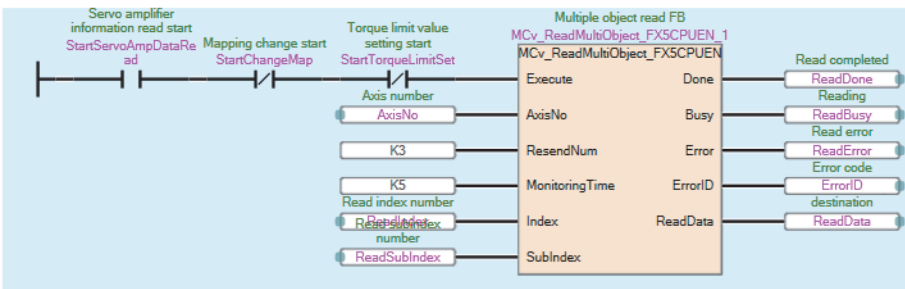 Servo amplifier
information read start
StartServoAmpDataRe
ad
Mapping change start
StartChangeMap
Torque limit value
setting start
StartTorqueLimitSet
Multiple object read FB
MCv_ReadMultiObject_FX5CPUEN_1
MCv_ReadMultiObject_FX5CPUEN
Execute
Done
Read completed
ReadDone
Axis number
AxisNo
AxisNo
Busy
Reading
ReadBusy
K3
ResendNum
Error
Read error
ReadError
K5
MonitoringTime
ErrorID
Error code
ErrorID
Read index number
ReadIndex
Index
ReadData
destination
ReadData
Read subindex
number
ReadSubIndex
SubIndex